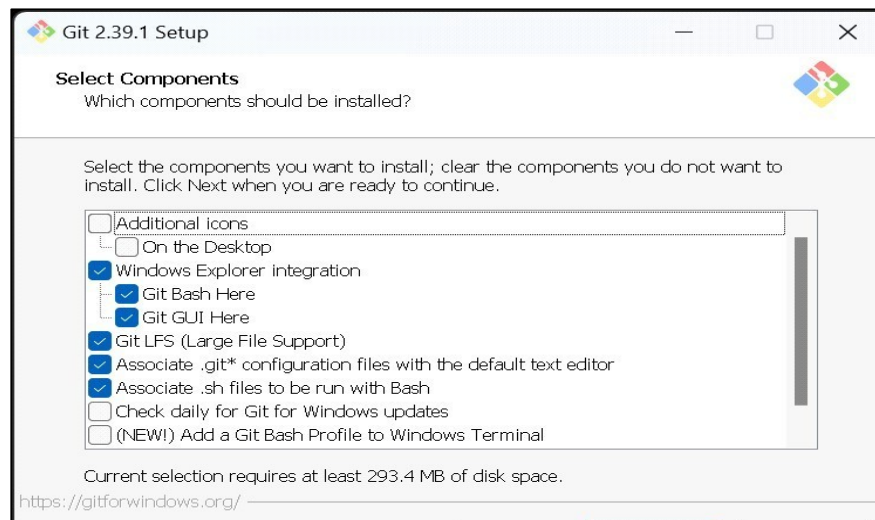 Git 2.39.1 Setup
Select Components
Which components should be installed?
Select the components you want to install; clear the components you do not want to
install. Click Next when you are ready to continue.
Additional icons
On the Desktop
Windows Explorer integration
Git Bash Here
Git GUI Here
Git LFS (Large File Support)
Associate .git* configuration files with the default text editor
Associate .sh files to be run with Bash
Check daily for Git for Windows updates
(NEW!) Add a Git Bash Profile to Windows Terminal
Current selection requires at least 293.4 MB of disk space.
https://gitforwindows.org/